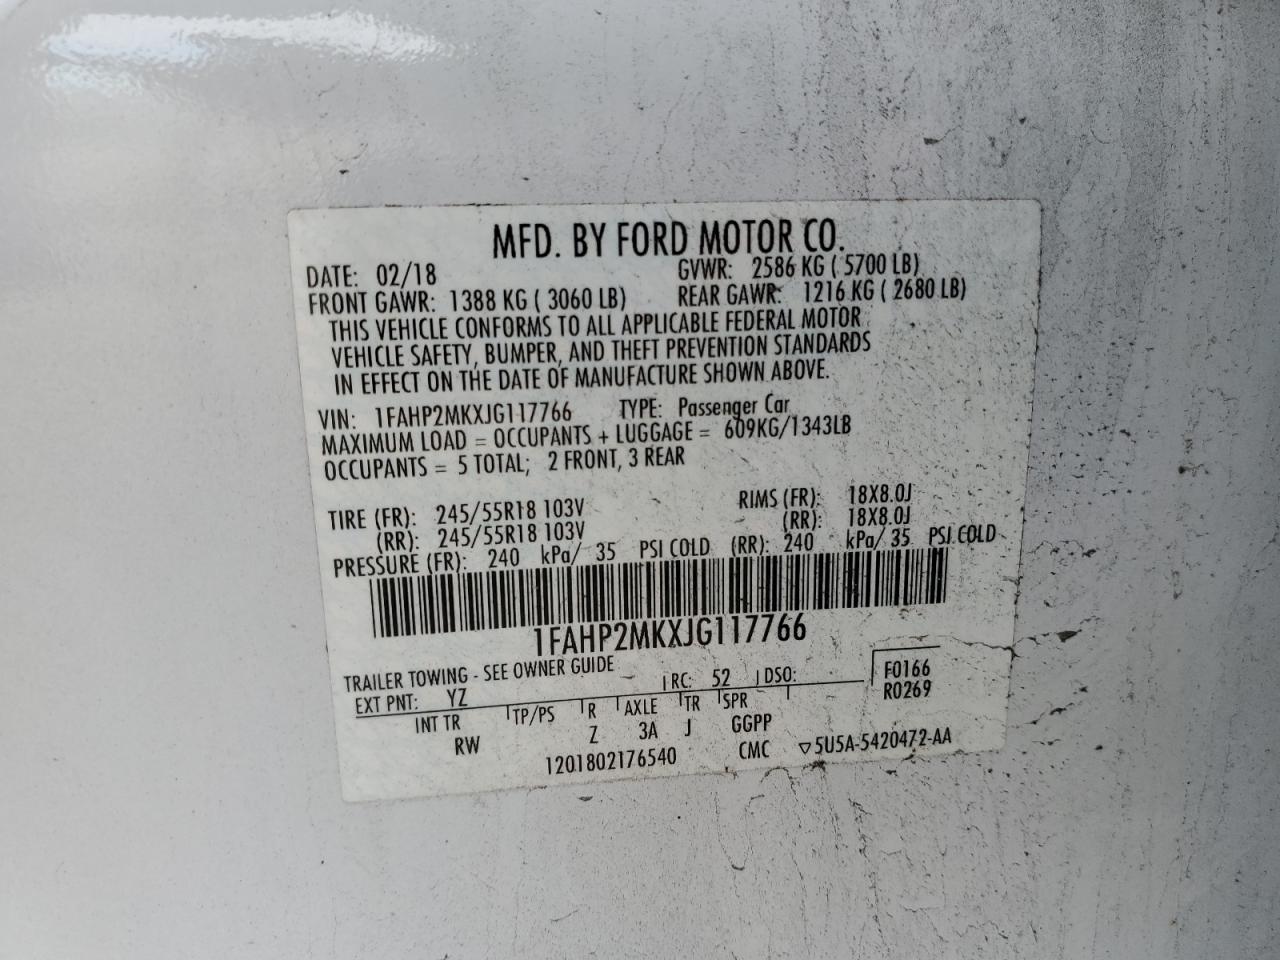 MFD. BY FORD MOTOR CO.
DATE: 02/18 GVWR: 2586 KG ( 5700 LB)
FRONT GAWR: 1388 KG ( 3060 LB) REAR GAWR: 1216 KG ( 2680 LB)
THIS VEHICLE CONFORMS TO ALL APPLICABLE FEDERAL MOTOR
VEHICLE SAFETY, BUMPER, AND THEFT PREVENTION STANDARDS
IN EFFECT ON THE DATE OF MANUFACTURE SHOWN ABOVE.
VIN: 1FAHP2MKXJG117766 TYPE: Passenger Car
MAXIMUM LOAD = OCCUPANTS + LUGGAGE = 609KG/1343LB
OCCUPANTS = 5 TOTAL; 2 FRONT, 3 REAR
TIRE (FR): 245/55R18 103V RIMS (FR): 18X8.0J
(RR): 245/55R18 103V (RR): 18X8.0J
PRESSURE (FR): 240 kPa/ 35 PSI COLD (RR): 240 kPa/ 35 PSI COLD
1FAHP2MKXJG117766
TRAILER TOWING - SEE OWNER GUIDE
EXT PNT: YZ RC: 52 DSO: F0166
R0269
INT TR TP/PS R AXLE TR SPR
RW Z 3A J GGPP
1201802176540 CMC ▽5U5A-5420472-AA